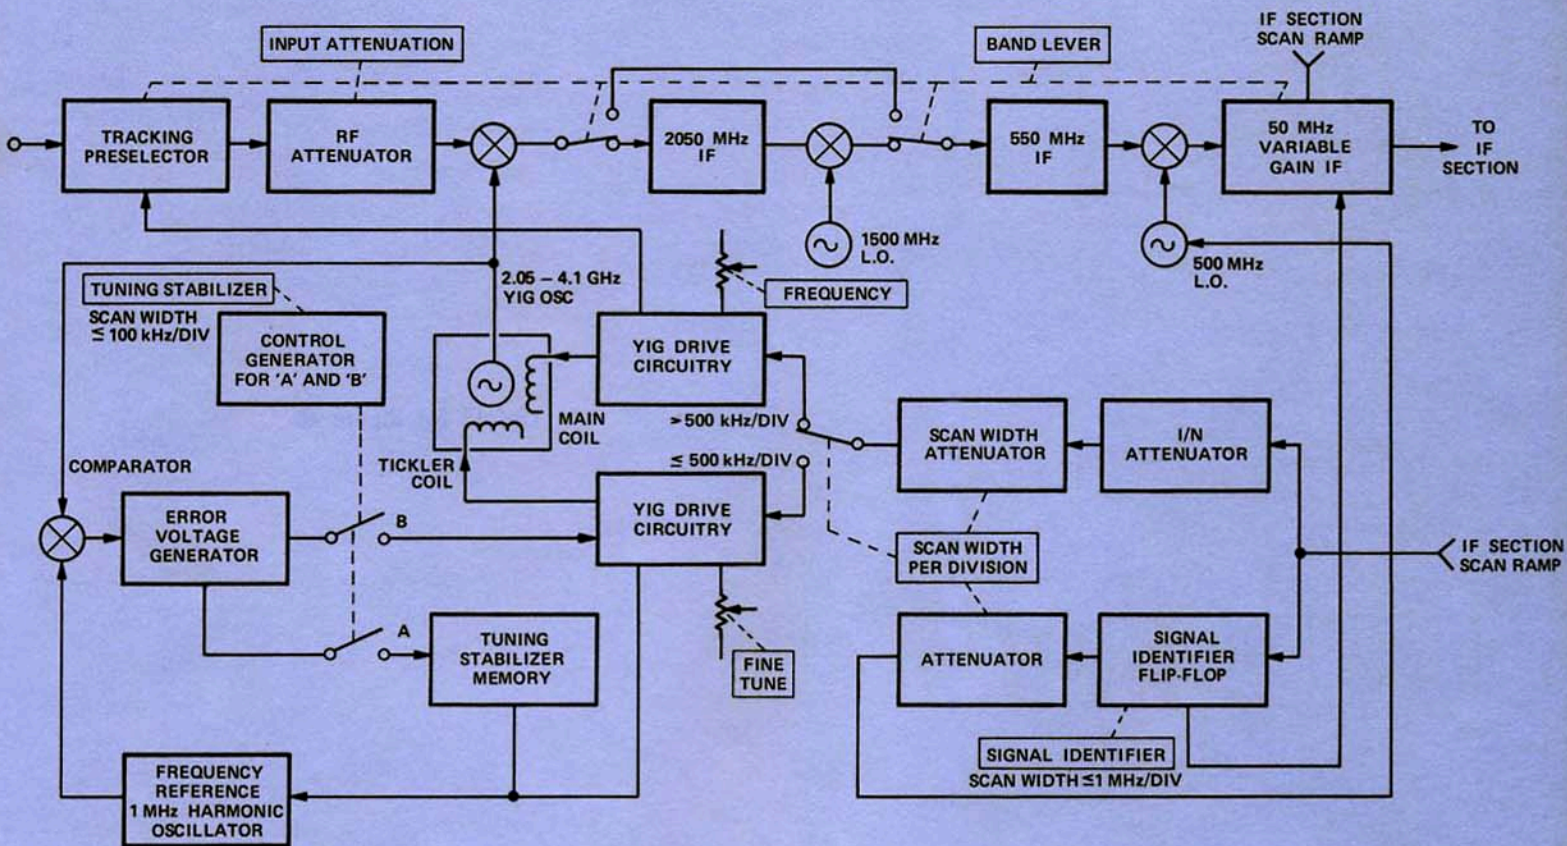 IF SECTION
SCAN RAMP
INPUT ATTENUATION
BAND LEVER
TRACKING
PRESELECTOR
RF
ATTENUATOR
2050 MHz
IF
550 MHz
IF
50 MHz
VARIABLE
GAIN IF
TO
IF
SECTION
1500 MHz
L.O.
500 MHz
L.O.
TUNING STABILIZER
SCAN WIDTH
≦ 100 kHz/DIV
2.05 – 4.1 GHz
YIG OSC
FREQUENCY
CONTROL
GENERATOR
FOR 'A' AND 'B'
YIG DRIVE
CIRCUITRY
MAIN
COIL
> 500 kHz/DIV
≦ 500 kHz/DIV
SCAN WIDTH
ATTENUATOR
I/N
ATTENUATOR
TICKLER
COIL
COMPARATOR
ERROR
VOLTAGE
GENERATOR
B
YIG DRIVE
CIRCUITRY
SCAN WIDTH
PER DIVISION
IF SECTION
SCAN RAMP
A
TUNING
STABILIZER
MEMORY
FINE
TUNE
ATTENUATOR
SIGNAL
IDENTIFIER
FLIP-FLOP
SIGNAL IDENTIFIER
SCAN WIDTH ≦1 MHz/DIV
FREQUENCY
REFERENCE
1 MHz HARMONIC
OSCILLATOR